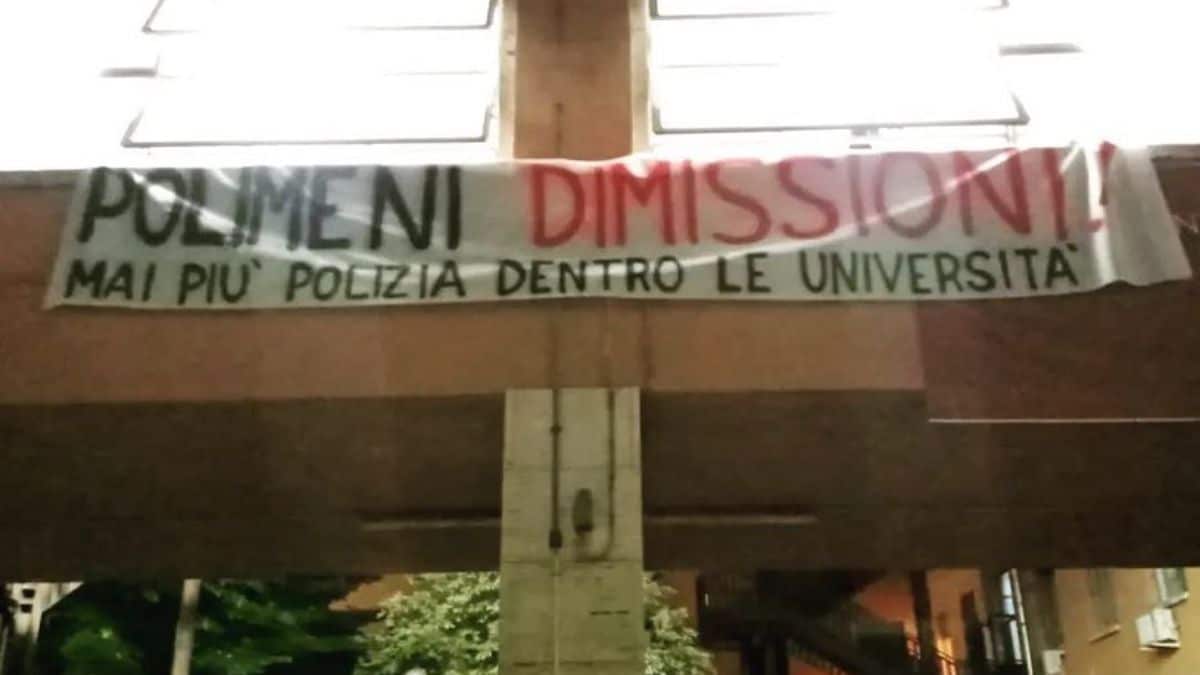 POLIMENI DIMISSIONI!
MAI PIU' POLIZIA DENTRO LE UNIVERSITA'